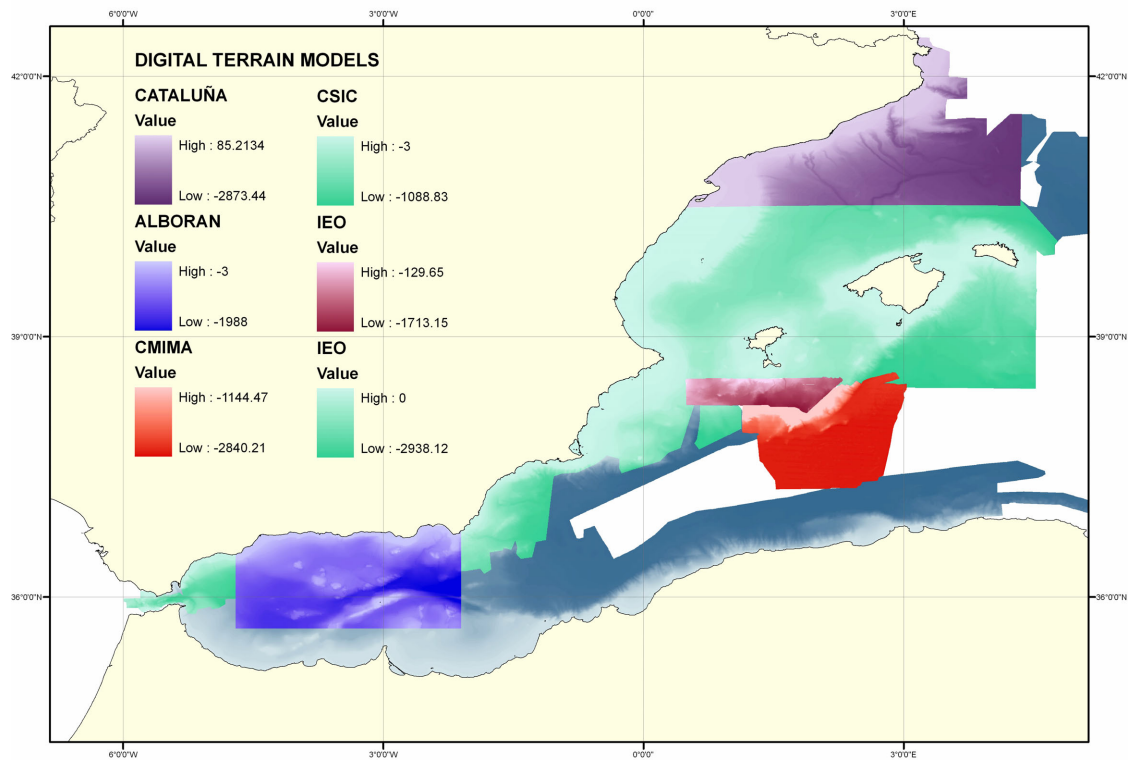 6°0'0"W 3°0'0"W 0°0'0" 3°0'0"E
DIGITAL TERRAIN MODELS
42°0'0"N 42°0'0"N
CATALUÑA
Value
High : 85.2134
Low : -2873.44
CSIC
Value
High : -3
Low : -1088.83
ALBORAN
Value
High : -3
Low : -1988
IEO
Value
High : -129.65
Low : -1713.15
39°0'0"N 39°0'0"N
CMIMA
Value
High : -1144.47
Low : -2840.21
IEO
Value
High : 0
Low : -2938.12
36°0'0"N 36°0'0"N
6°0'0"W 3°0'0"W 0°0'0" 3°0'0"E